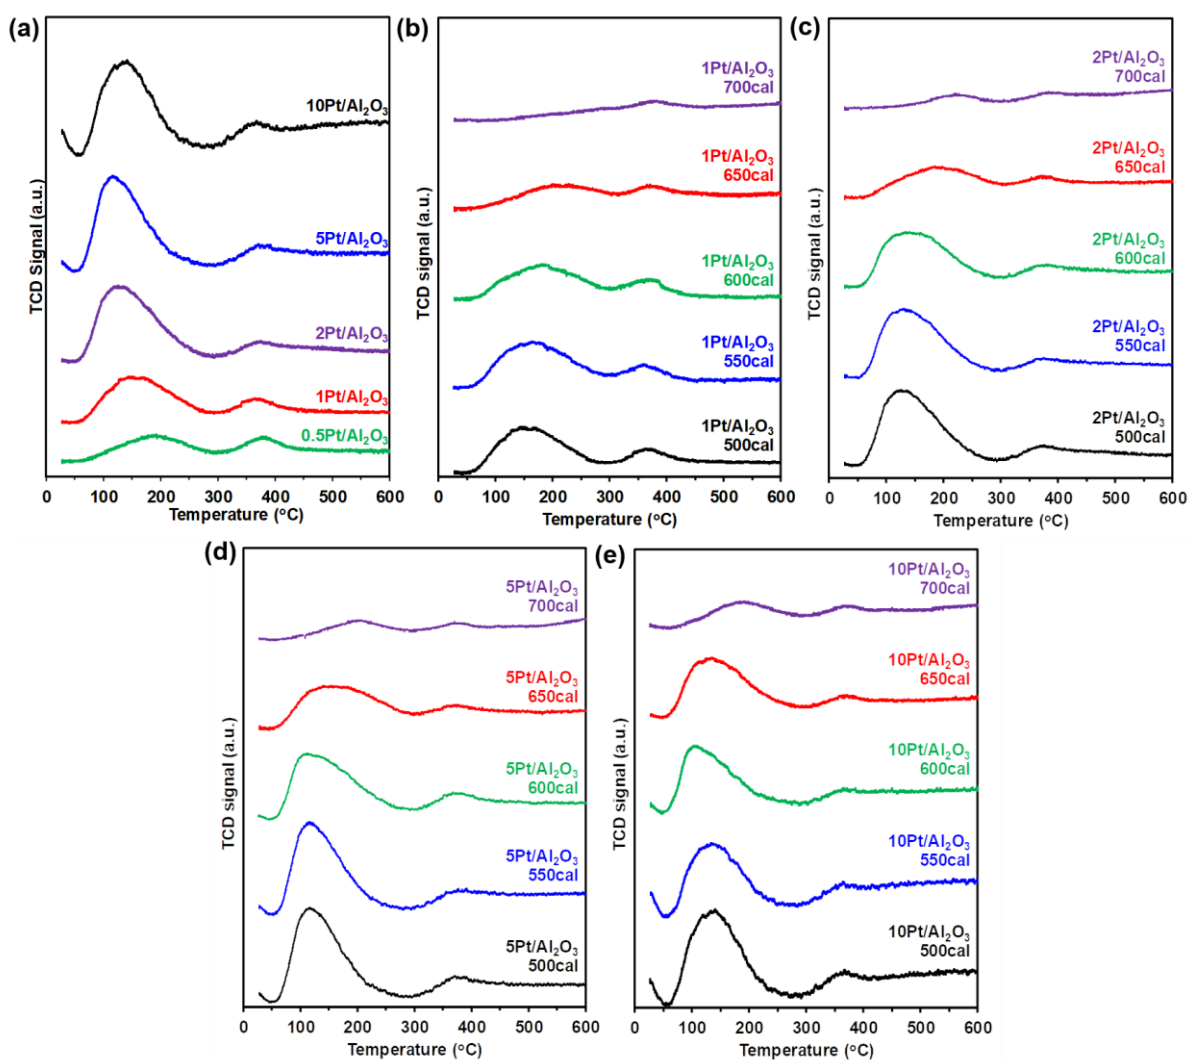 (a)
10Pt/Al₂O₃
5Pt/Al₂O₃
2Pt/Al₂O₃
1Pt/Al₂O₃
0.5Pt/Al₂O₃
TCD Signal (a.u.)
0 100 200 300 400 500 600
Temperature (°C)
(b)
1Pt/Al₂O₃
700cal
1Pt/Al₂O₃
650cal
1Pt/Al₂O₃
600cal
1Pt/Al₂O₃
550cal
1Pt/Al₂O₃
500cal
TCD signal (a.u.)
0 100 200 300 400 500 600
Temperature (°C)
(c)
2Pt/Al₂O₃
700cal
2Pt/Al₂O₃
650cal
2Pt/Al₂O₃
600cal
2Pt/Al₂O₃
550cal
2Pt/Al₂O₃
500cal
TCD signal (a.u.)
0 100 200 300 400 500 600
Temperature (°C)
(d)
5Pt/Al₂O₃
700cal
5Pt/Al₂O₃
650cal
5Pt/Al₂O₃
600cal
5Pt/Al₂O₃
550cal
5Pt/Al₂O₃
500cal
TCD signal (a.u.)
0 100 200 300 400 500 600
Temperature (°C)
(e)
10Pt/Al₂O₃
700cal
10Pt/Al₂O₃
650cal
10Pt/Al₂O₃
600cal
10Pt/Al₂O₃
550cal
10Pt/Al₂O₃
500cal
TCD signal (a.u.)
0 100 200 300 400 500 600
Temperature (°C)